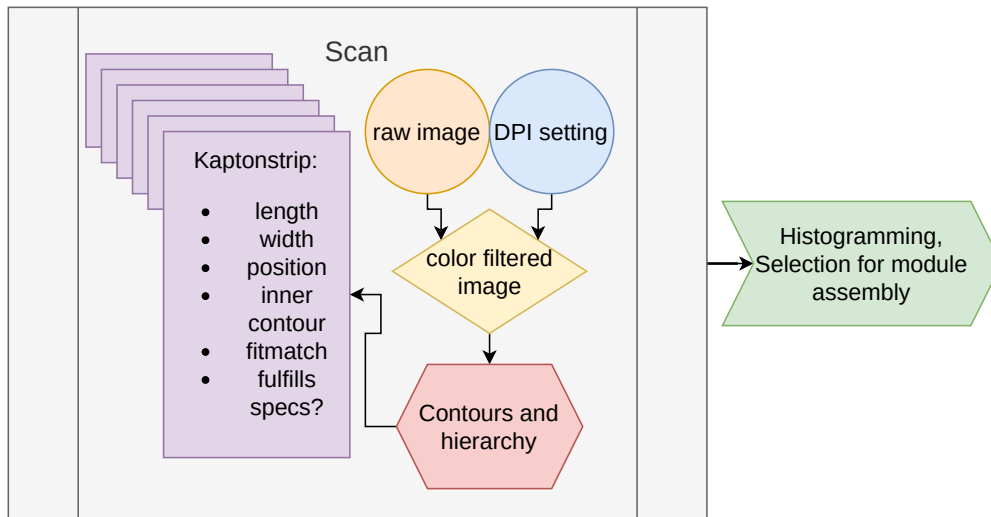 Scan
raw image
DPI setting
Kaptonstrip:
• length
• width
• position
• inner
contour
• fitmatch
• fulfills
specs?
color filtered
image
Contours and
hierarchy
Histogramming,
Selection for module
assembly